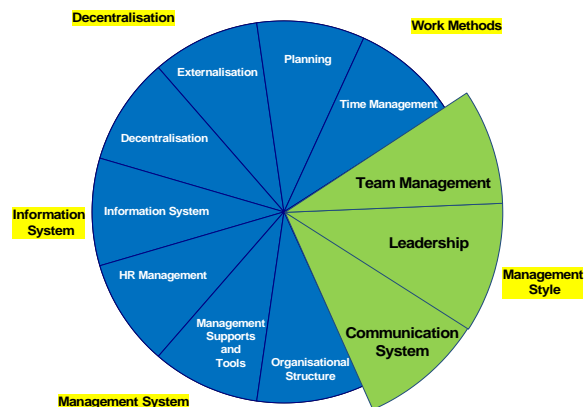 Decentralisation
Work Methods
Externalisation
Planning
Time Management
Decentralisation
Team Management
Information System
Information
System
Leadership
HR Management
Management
Style
Management
Supports
and
Tools
Communication
System
Organisational
Structure
Management System